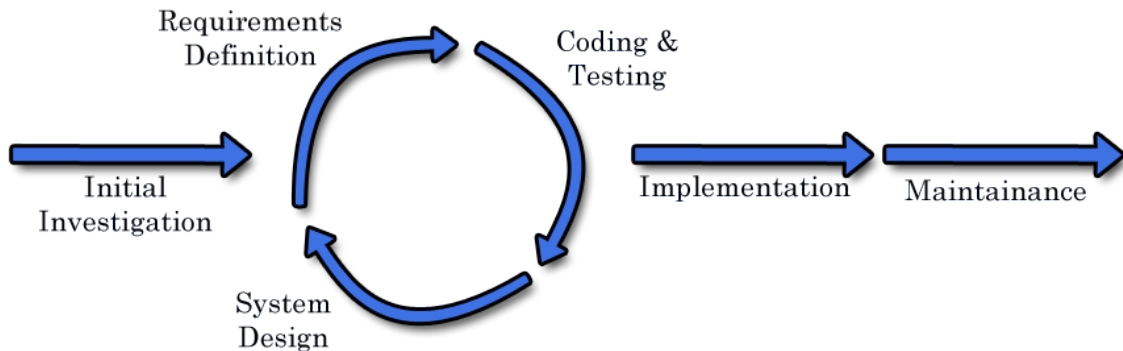 Requirements
Definition
Coding &
Testing
Initial
Investigation
Implementation
Maintainance
System
Design